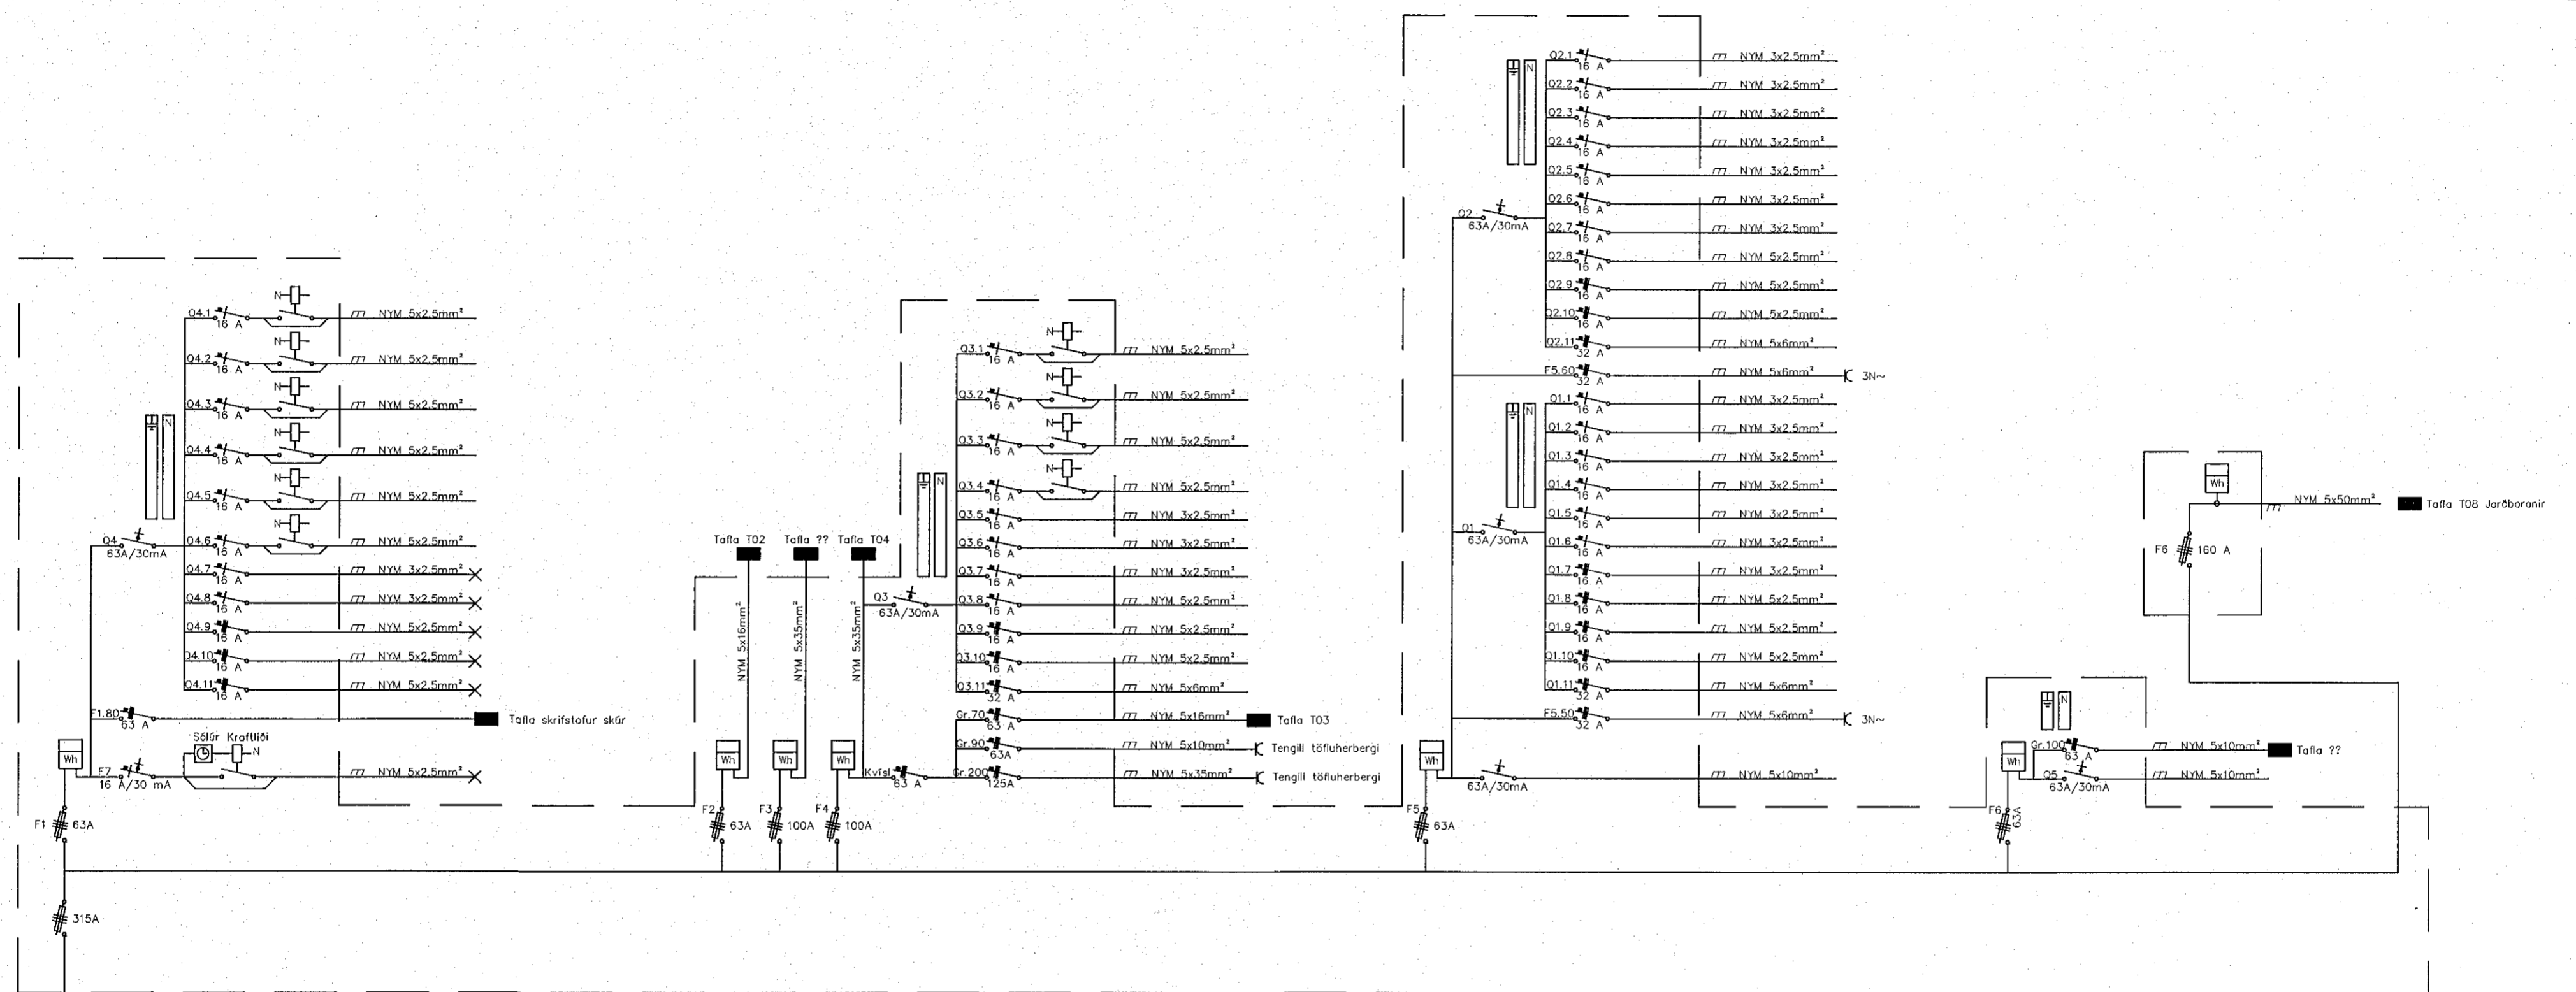 Q4.1 16 A N NYM 5x2.5mm²
Q4.2 16 A N NYM 5x2.5mm²
Q4.3 16 A N NYM 5x2.5mm²
Q4.4 16 A N NYM 5x2.5mm²
Q4.5 16 A N NYM 5x2.5mm²
Q4.6 16 A N NYM 5x2.5mm²
Q4.7 16 A NYM 3x2.5mm²
Q4.8 16 A NYM 3x2.5mm²
Q4.9 16 A NYM 5x2.5mm²
Q4.10 16 A NYM 5x2.5mm²
Q4.11 16 A NYM 5x2.5mm²
N
Q4 63A/30mA
F1.80 63 A Tafla skrifstofur skúr
Sólúr Kraftliði
N
Wh
F7 16 A/30 mA NYM 5x2.5mm²
F1 63A
315A
Tafla T02
Tafla ??
Tafla T04
NYM 5x16mm²
NYM 5x35mm²
NYM 5x35mm²
Wh
Wh
Wh
F2 63A
F3 100A
F4 100A
Q3.1 16 A N NYM 5x2.5mm²
Q3.2 16 A N NYM 5x2.5mm²
Q3.3 16 A N NYM 5x2.5mm²
Q3.4 16 A N NYM 5x2.5mm²
Q3.5 16 A NYM 3x2.5mm²
Q3.6 16 A NYM 3x2.5mm²
Q3.7 16 A NYM 3x2.5mm²
Q3.8 16 A NYM 5x2.5mm²
Q3.9 16 A NYM 5x2.5mm²
Q3.10 16 A NYM 5x2.5mm²
Q3.11 32 A NYM 5x6mm²
N
Q3 63A/30mA
Gr.70 63 A NYM 5x16mm² Tafla T03
Gr.90 63A NYM 5x10mm² Tengill töfluherbergi
Kvísl 63 A
Gr.200 125A NYM 5x35mm² Tengill töfluherbergi
Q2.1 16 A NYM 3x2.5mm²
Q2.2 16 A NYM 3x2.5mm²
Q2.3 16 A NYM 3x2.5mm²
Q2.4 16 A NYM 3x2.5mm²
Q2.5 16 A NYM 3x2.5mm²
Q2.6 16 A NYM 3x2.5mm²
Q2.7 16 A NYM 3x2.5mm²
Q2.8 16 A NYM 5x2.5mm²
Q2.9 16 A NYM 5x2.5mm²
Q2.10 16 A NYM 5x2.5mm²
Q2.11 32 A NYM 5x6mm²
N
Q2 63A/30mA
F5.60 32 A NYM 5x6mm² 3N~
Q1.1 16 A NYM 3x2.5mm²
Q1.2 16 A NYM 3x2.5mm²
Q1.3 16 A NYM 3x2.5mm²
Q1.4 16 A NYM 3x2.5mm²
Q1.5 16 A NYM 3x2.5mm²
Q1.6 16 A NYM 3x2.5mm²
Q1.7 16 A NYM 3x2.5mm²
Q1.8 16 A NYM 5x2.5mm²
Q1.9 16 A NYM 5x2.5mm²
Q1.10 16 A NYM 5x2.5mm²
Q1.11 32 A NYM 5x6mm²
N
Q1 63A/30mA
F5.50 32 A NYM 5x6mm² 3N~
Wh
63A/30mA NYM 5x10mm²
F5 63A
N
Wh
Gr.100 63 A NYM 5x10mm² Tafla ??
Q5 63A/30mA NYM 5x10mm²
F6 63A
Wh
NYM 5x50mm² Tafla T08 Jarðboranir
F6 160 A